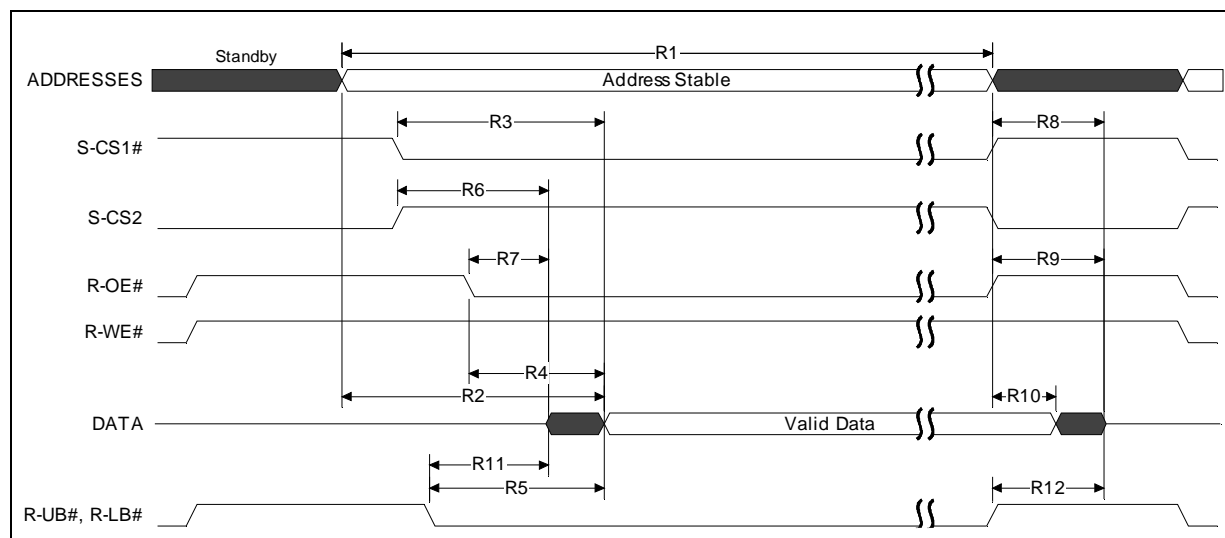 Standby
R1
ADDRESSES
Address Stable
R3
R8
S-CS1#
R6
S-CS2
R7
R9
R-OE#
R-WE#
R4
R2
R10
DATA
Valid Data
R11
R5
R12
R-UB#, R-LB#